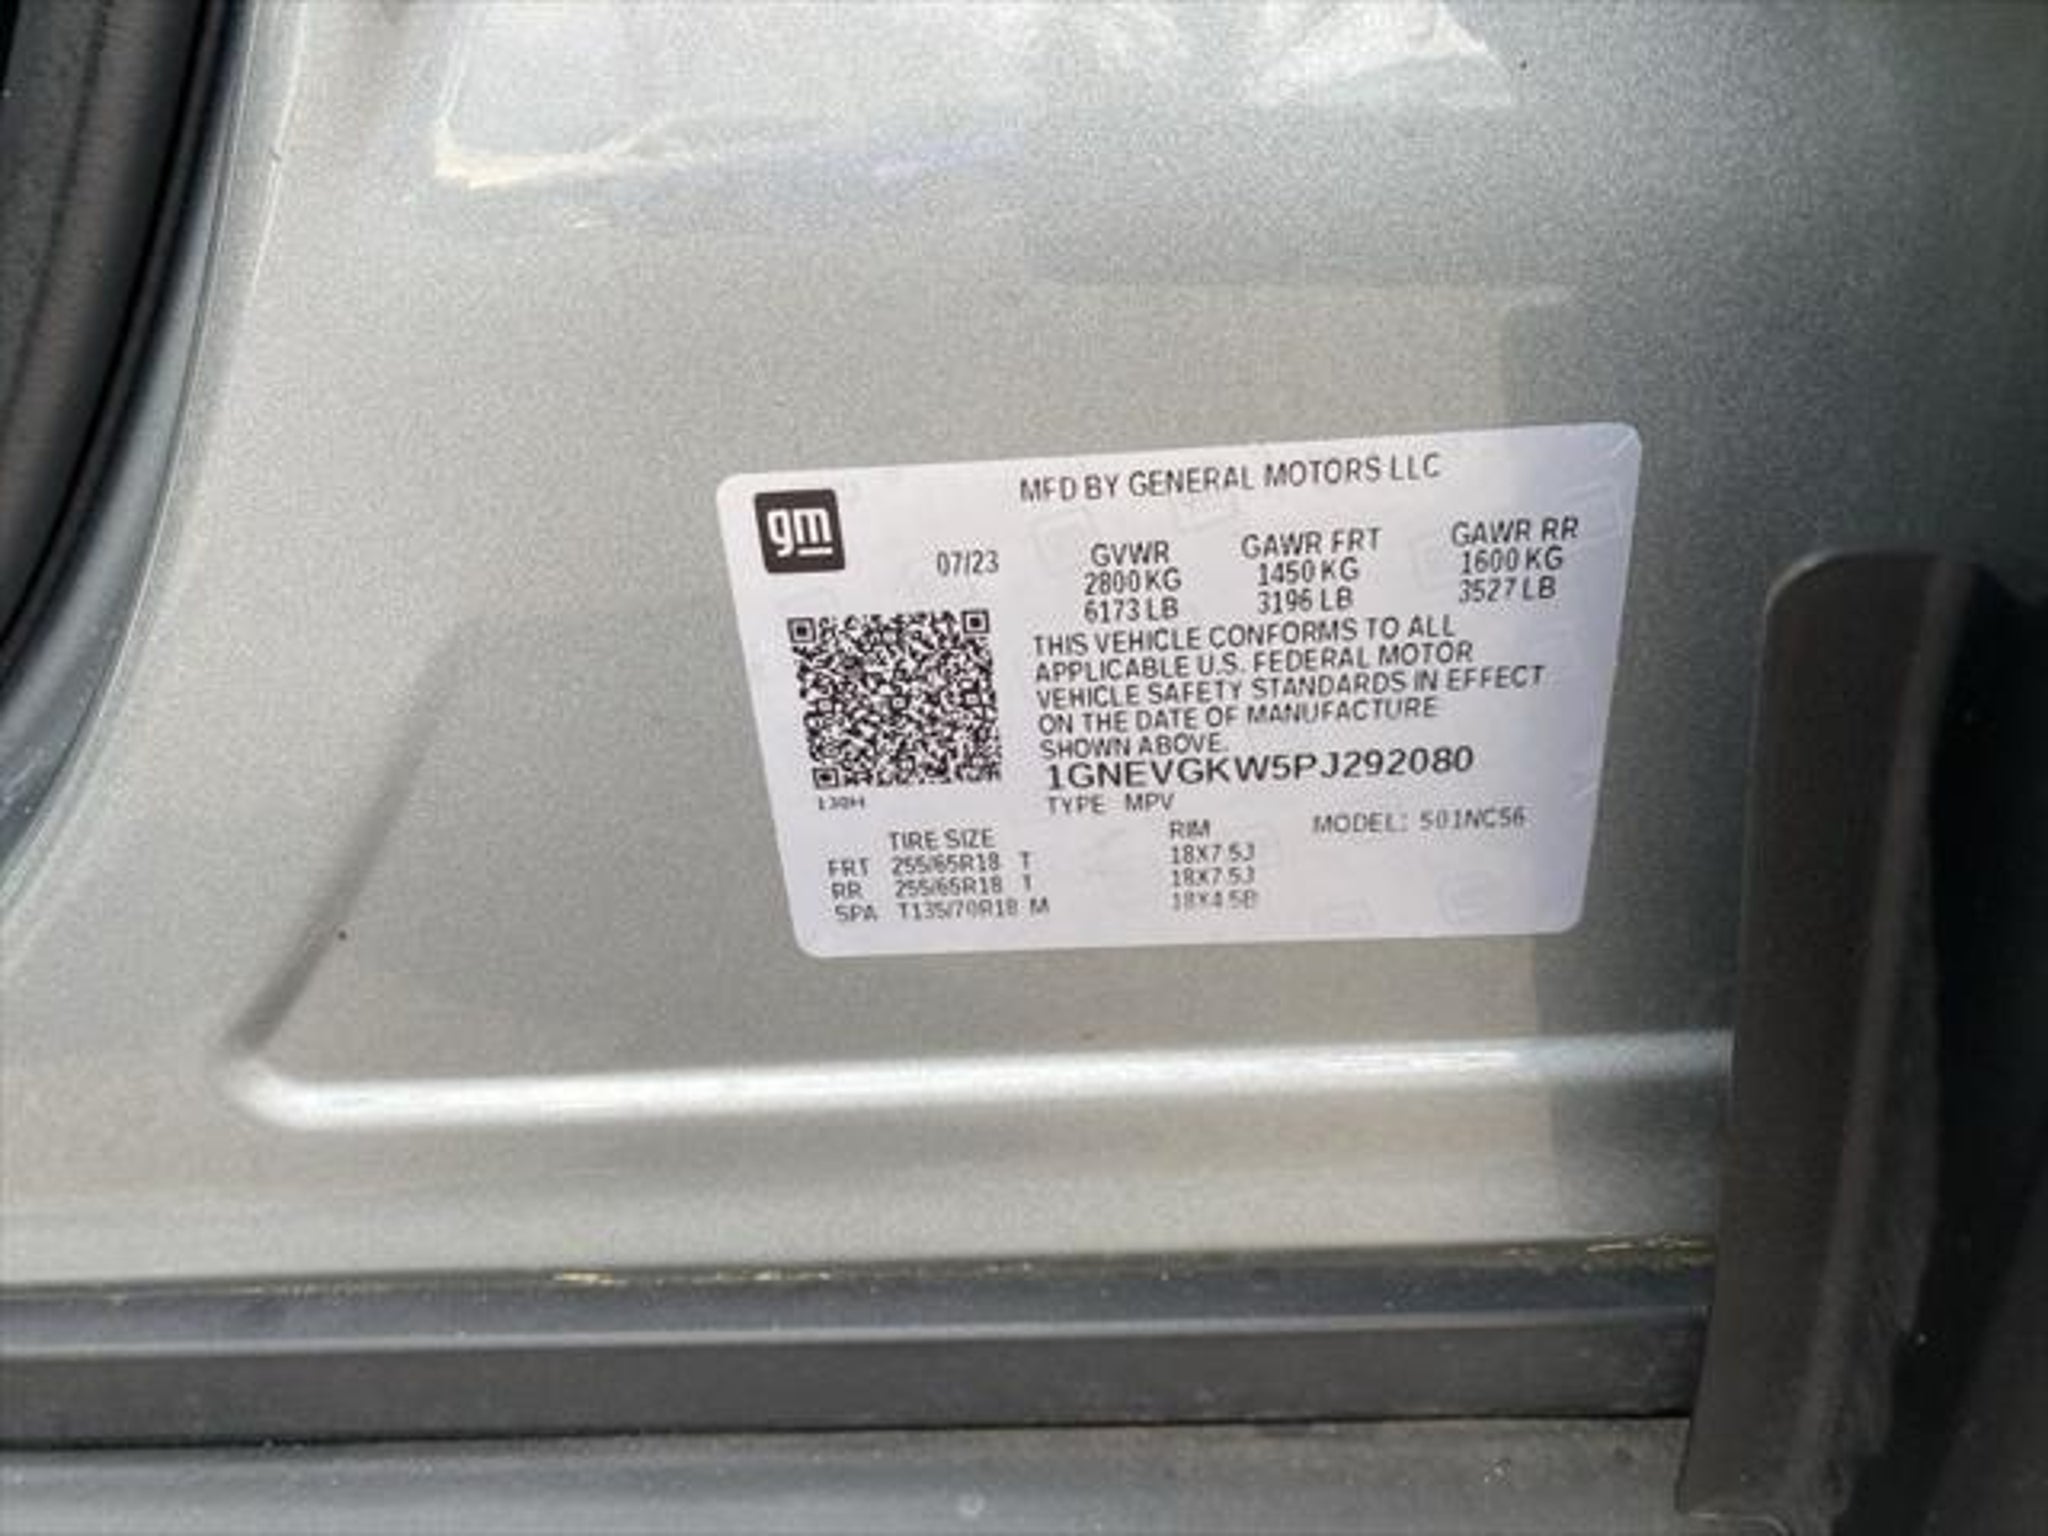 gm
MFD BY GENERAL MOTORS LLC
07/23 GVWR GAWR FRT GAWR RR
2800 KG 1450 KG 1600 KG
6173 LB 3196 LB 3527 LB
THIS VEHICLE CONFORMS TO ALL
APPLICABLE U.S. FEDERAL MOTOR
VEHICLE SAFETY STANDARDS IN EFFECT
ON THE DATE OF MANUFACTURE
SHOWN ABOVE.
1GNEVGKW5PJ292080
TYPE MPV
TIRE SIZE RIM MODEL: 501NC56
FRT 255/65R18 T 18X7.5J
RR 255/65R18 T 18X7.5J
SPA T135/70R18 M 18X4.5B